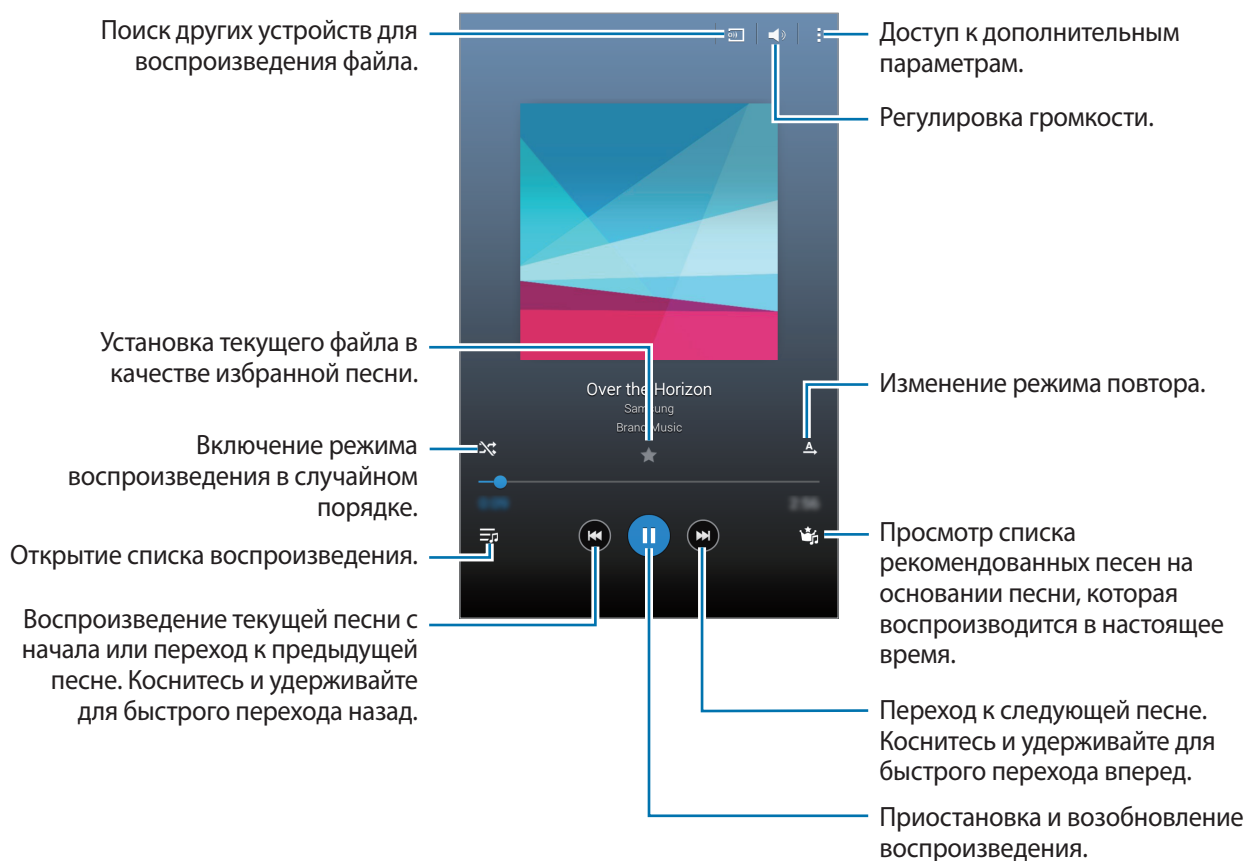 Поиск других устройств для
воспроизведения файла.
Доступ к дополнительным
параметрам.
Регулировка громкости.
Установка текущего файла в
качестве избранной песни.
Over the Horizon
Samsung
Brand Music
Изменение режима повтора.
Включение режима
воспроизведения в случайном
порядке.
A
0:09
2:56
Открытие списка воспроизведения.
Просмотр списка
рекомендованных песен на
основании песни, которая
воспроизводится в настоящее
время.
Воспроизведение текущей песни с
начала или переход к предыдущей
песне. Коснитесь и удерживайте
для быстрого перехода назад.
Переход к следующей песне.
Коснитесь и удерживайте для
быстрого перехода вперед.
Приостановка и возобновление
воспроизведения.